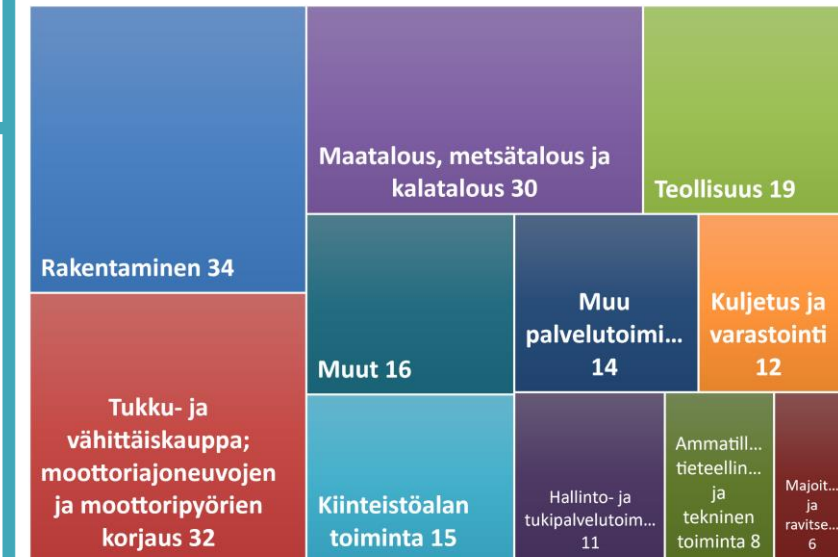 Rakentaminen 34
Maatalous, metsätalous ja
kalatalous 30
Teollisuus 19
Tukku- ja
vähittäiskauppa;
moottoriajoneuvojen
ja moottoripyörien
korjaus 32
Muut 16
Muu
palvelutoimi...
14
Kuljetus ja
varastointi
12
Kiinteistöalan
toiminta 15
Hallinto- ja
tukipalvelutoim...
11
Ammatill...
tieteellin...
ja
tekninen
toiminta 8
Majoit...
ja
ravitse...
6